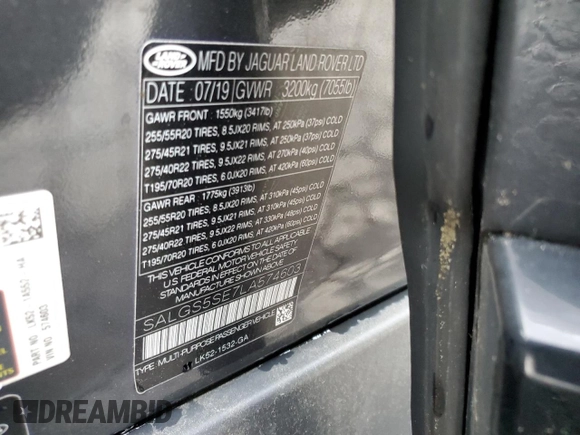 LAND ROVER
MFD BY JAGUAR LAND ROVER LTD
DATE: 07/19 GVWR 3200kg (7055lb)
GAWR FRONT : 1550kg (3417lb)
255/55R20 TIRES, 8.5JX20 RIMS, AT 250kPa (37psi) COLD
275/45R21 TIRES, 9.5JX21 RIMS, AT 250kPa (37psi) COLD
275/40R22 TIRES, 9.5JX22 RIMS, AT 270kPa (40psi) COLD
T195/70R20 TIRES, 6.0JX20 RIMS, AT 420kPa (60psi) COLD
GAWR REAR : 1775kg (3913lb)
255/55R20 TIRES, 8.5JX20 RIMS, AT 310kPa (45psi) COLD
275/45R21 TIRES, 9.5JX21 RIMS, AT 310kPa (45psi) COLD
275/40R22 TIRES, 9.5JX22 RIMS, AT 330kPa (48psi) COLD
T195/70R20 TIRES, 6.0JX20 RIMS, AT 420kPa (60psi) COLD
THIS VEHICLE CONFORMS TO ALL APPLICABLE
U.S. FEDERAL MOTOR VEHICLE SAFETY
STANDARDS IN EFFECT ON THE DATE OF
MANUFACTURE SHOWN ABOVE.
SALGS5SE7LA574603
TYPE: MULTI-PURPOSE PASSENGER VEHICLE
LK52-1532-GA
PART NO
VIN NO 574603
DREAMBID